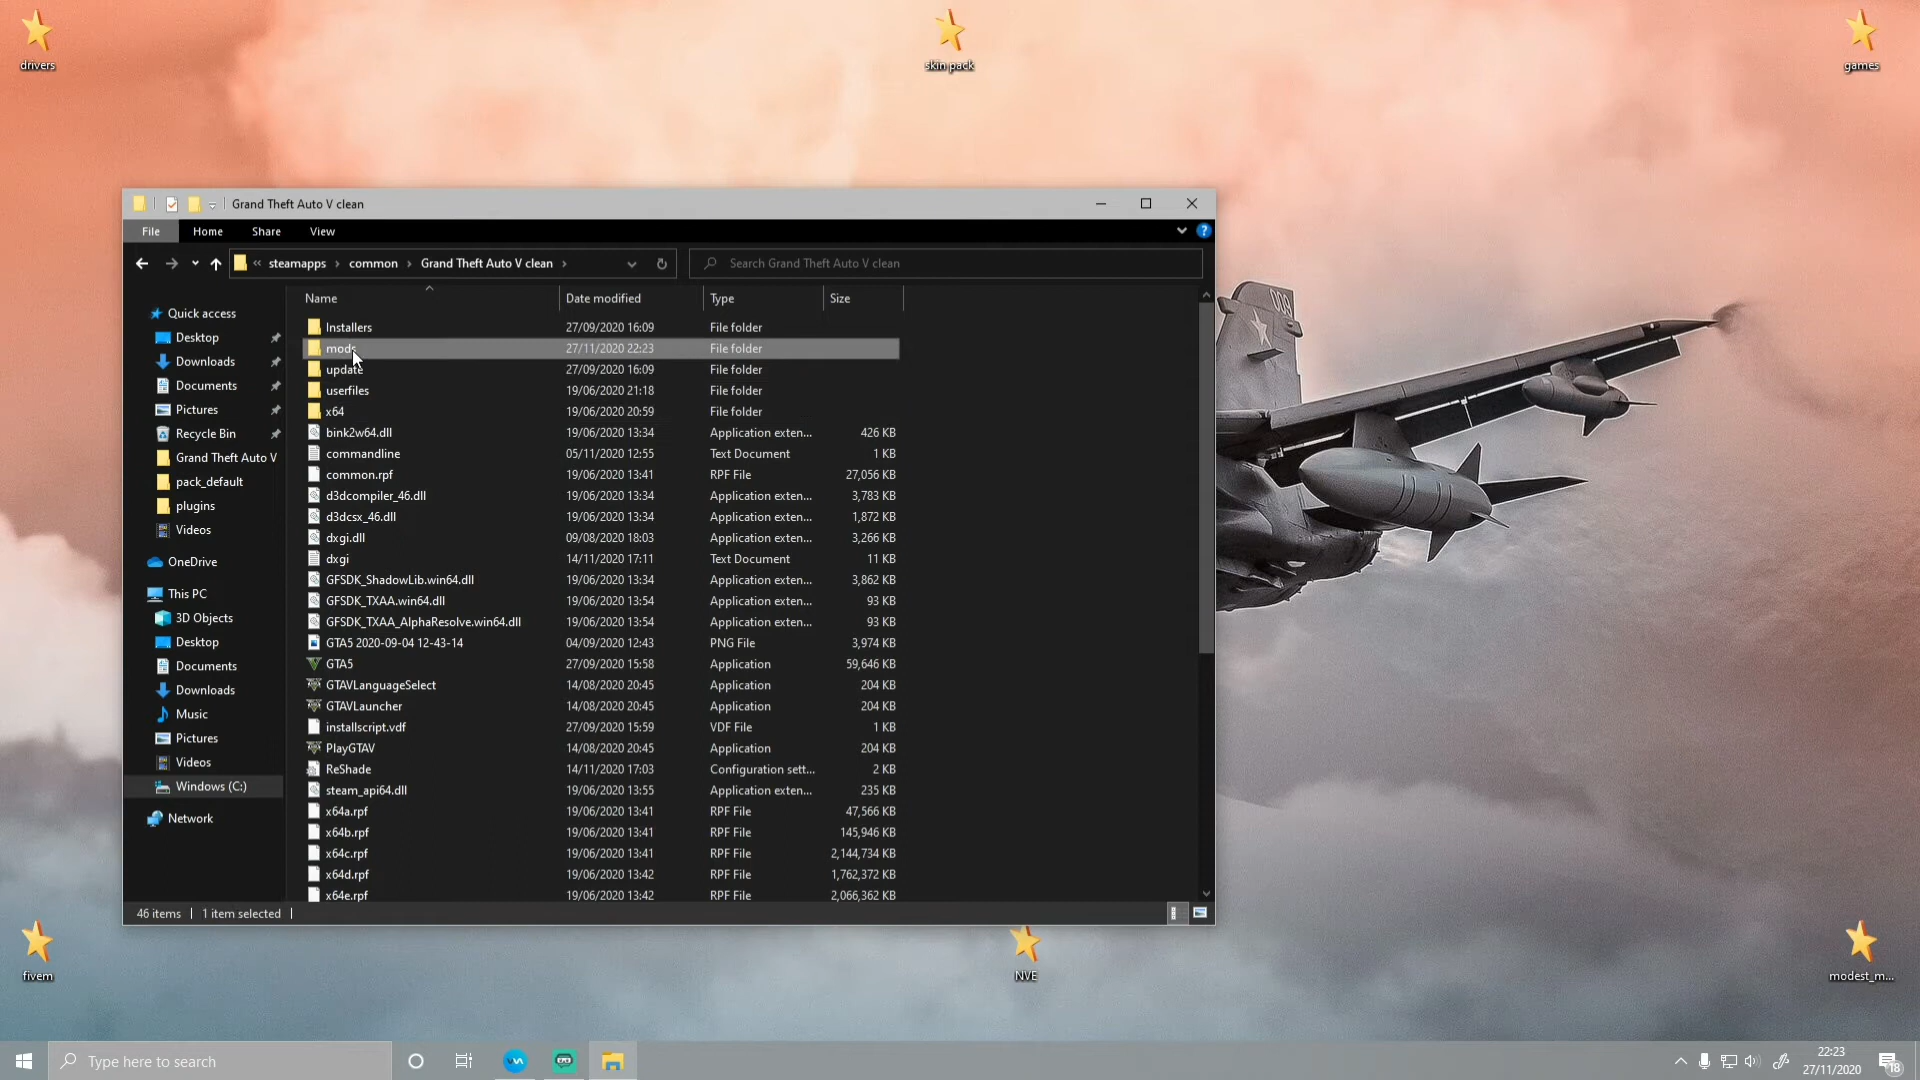 drivers
skin pack
games
Grand Theft Auto V clean
File Home Share View
« steamapps › common › Grand Theft Auto V clean ›
Search Grand Theft Auto V clean
Name Date modified Type Size
Quick access
Desktop
Downloads
Documents
Pictures
Recycle Bin
Grand Theft Auto V
pack_default
plugins
Videos
OneDrive
This PC
3D Objects
Desktop
Documents
Downloads
Music
Pictures
Videos
Windows (C:)
Network
Installers 27/09/2020 16:09 File folder
mods 27/11/2020 22:23 File folder
update 27/09/2020 16:09 File folder
userfiles 19/06/2020 21:18 File folder
x64 19/06/2020 20:59 File folder
bink2w64.dll 19/06/2020 13:34 Application exten... 426 KB
commandline 05/11/2020 12:55 Text Document 1 KB
common.rpf 19/06/2020 13:41 RPF File 27,056 KB
d3dcompiler_46.dll 19/06/2020 13:34 Application exten... 3,783 KB
d3dcsx_46.dll 19/06/2020 13:34 Application exten... 1,872 KB
dxgi.dll 09/08/2020 18:03 Application exten... 3,266 KB
dxgi 14/11/2020 17:11 Text Document 11 KB
GFSDK_ShadowLib.win64.dll 19/06/2020 13:34 Application exten... 3,862 KB
GFSDK_TXAA.win64.dll 19/06/2020 13:54 Application exten... 93 KB
GFSDK_TXAA_AlphaResolve.win64.dll 19/06/2020 13:54 Application exten... 93 KB
GTA5 2020-09-04 12-43-14 04/09/2020 12:43 PNG File 3,974 KB
GTA5 27/09/2020 15:58 Application 59,646 KB
GTAVLanguageSelect 14/08/2020 20:45 Application 204 KB
GTAVLauncher 14/08/2020 20:45 Application 204 KB
installscript.vdf 27/09/2020 15:59 VDF File 1 KB
PlayGTAV 14/08/2020 20:45 Application 204 KB
ReShade 14/11/2020 17:03 Configuration sett... 2 KB
steam_api64.dll 19/06/2020 13:55 Application exten... 235 KB
x64a.rpf 19/06/2020 13:41 RPF File 47,566 KB
x64b.rpf 19/06/2020 13:41 RPF File 145,946 KB
x64c.rpf 19/06/2020 13:41 RPF File 2,144,734 KB
x64d.rpf 19/06/2020 13:42 RPF File 1,762,372 KB
x64e.rpf 19/06/2020 13:42 RPF File 2,066,362 KB
46 items 1 item selected
009
fivem
NVE
modest_m...
Type here to search
22:23
27/11/2020
18